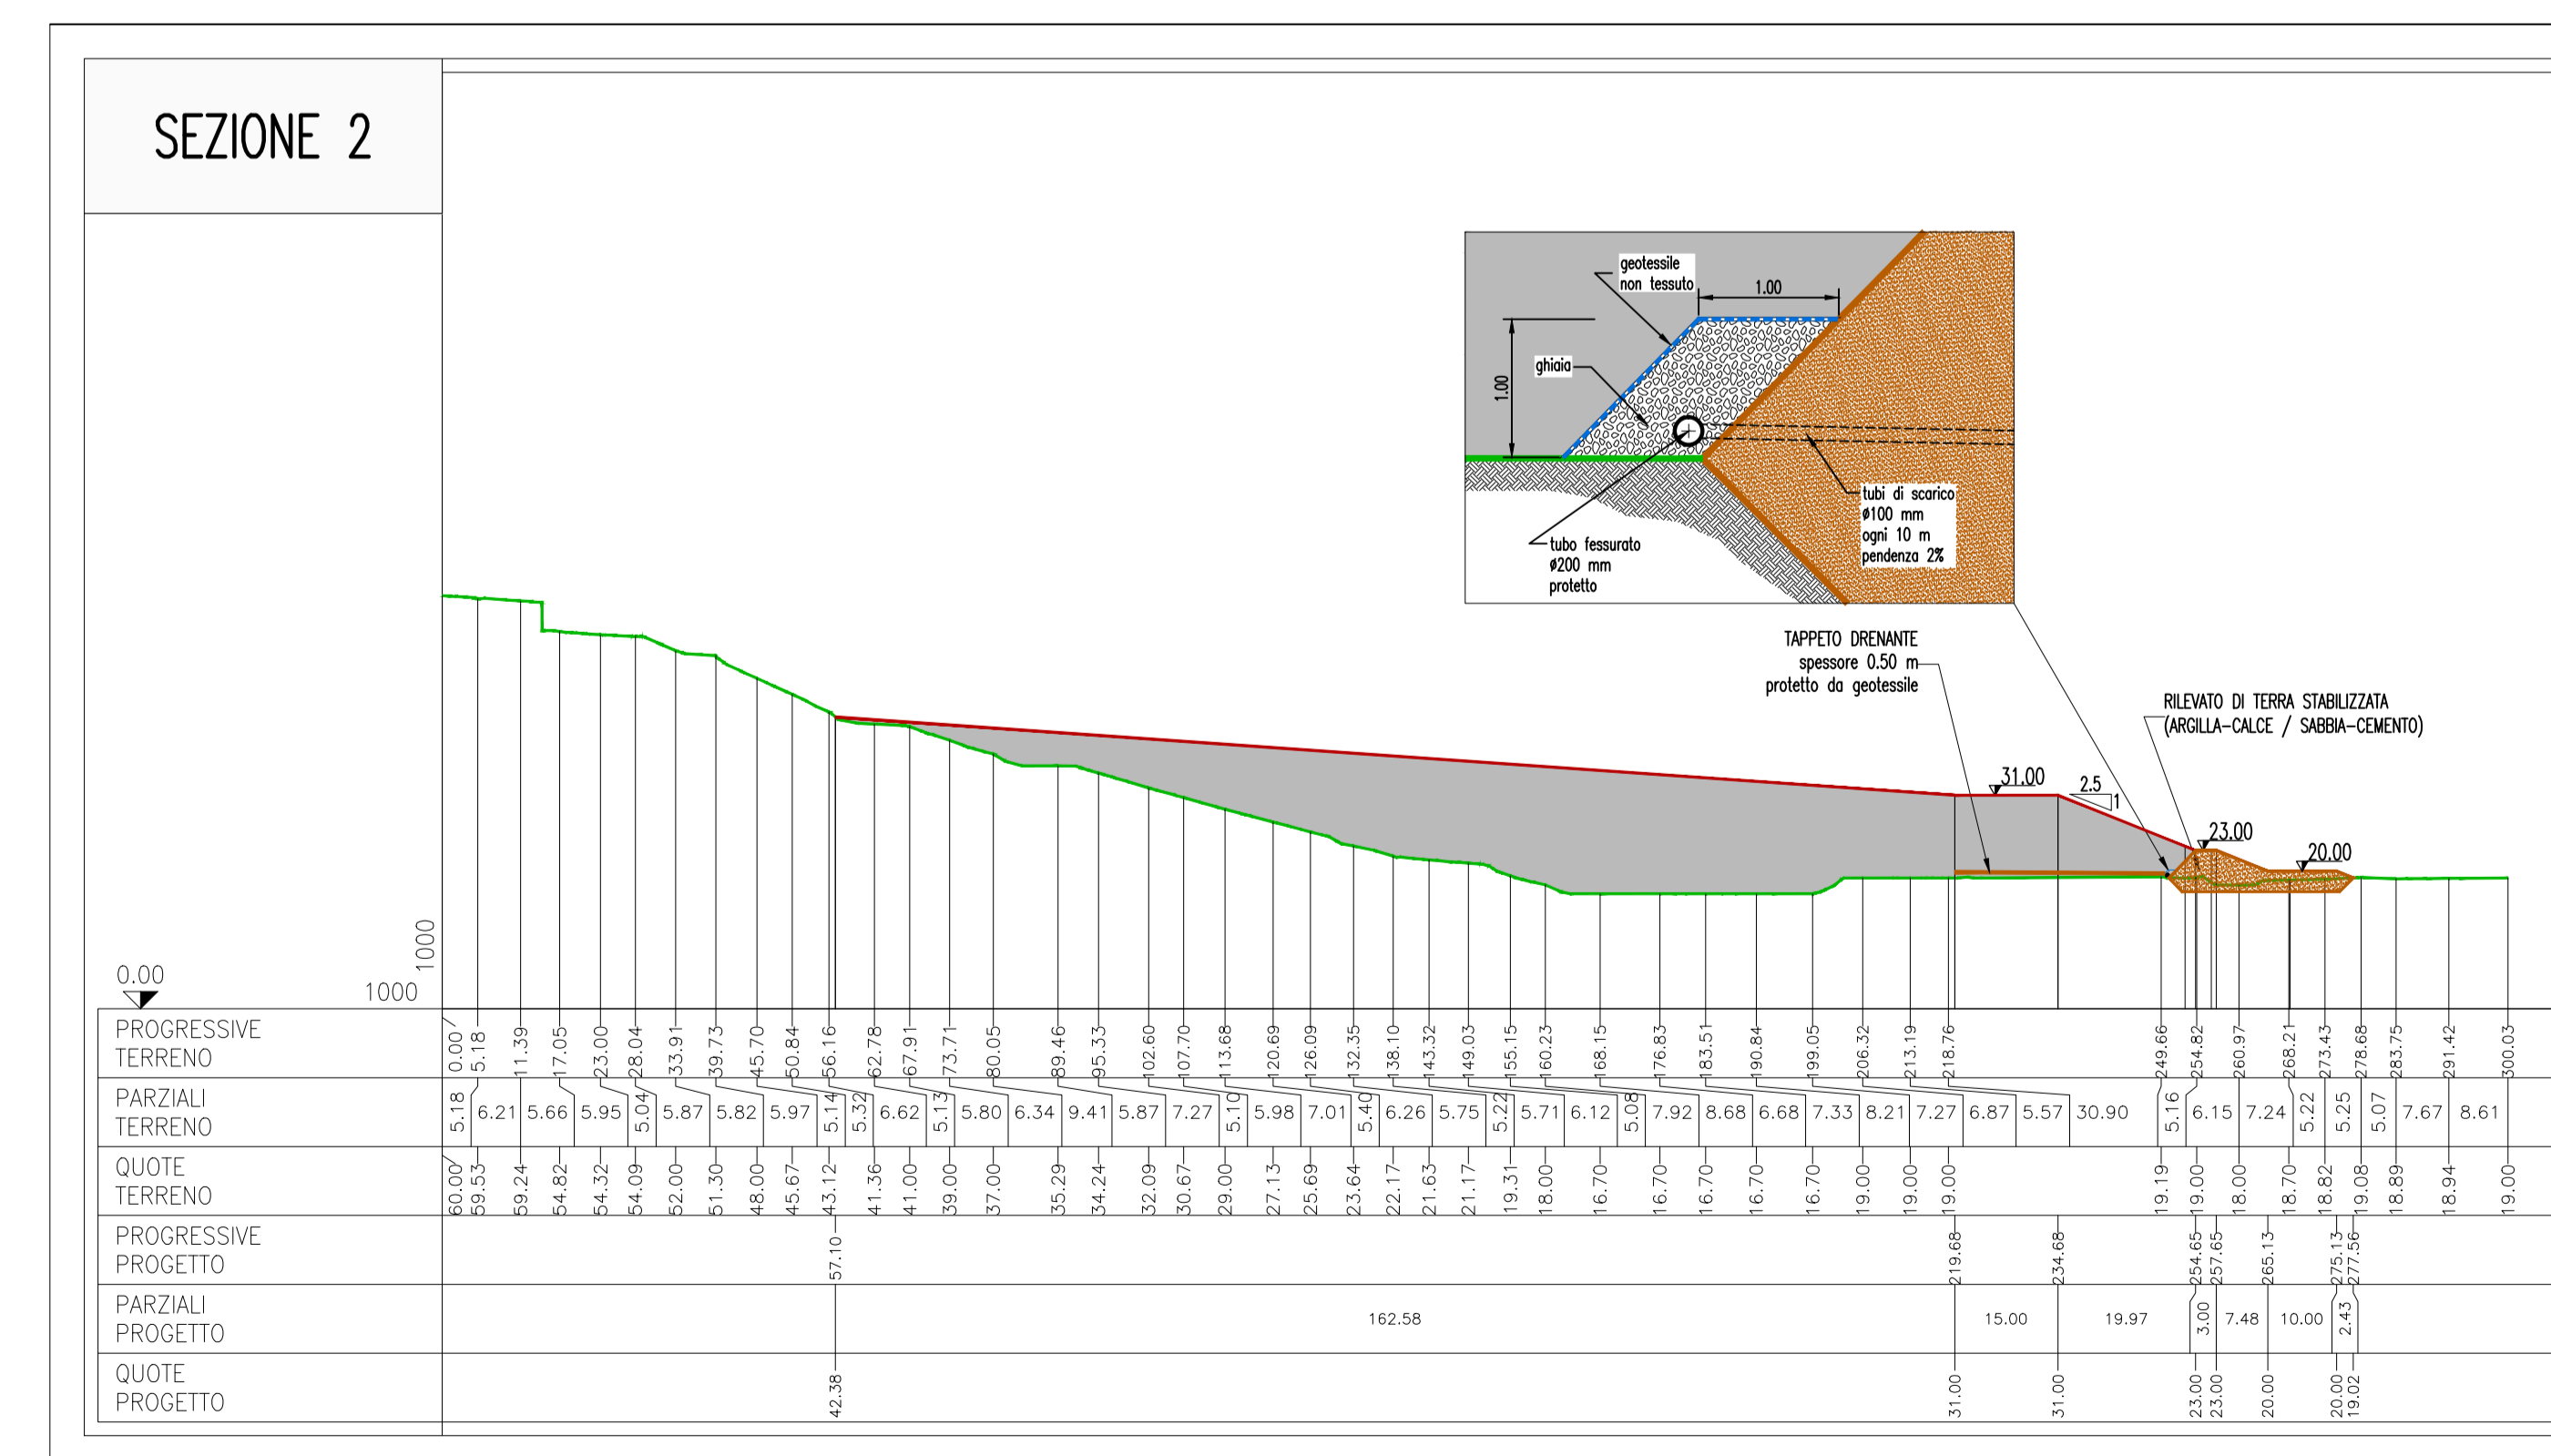 SEZIONE 2
geotessile
non tessuto
1.00
ghiaia
1.00
tubi di scarico
ø100 mm
ogni 10 m
pendenza 2%
tubo fessurato
ø200 mm
protetto
TAPPETO DRENANTE
spessore 0.50 m
protetto da geotessile
RILEVATO DI TERRA STABILIZZATA
(ARGILLA-CALCE / SABBIA-CEMENTO)
31.00
2.5
1
23.00
20.00
1000
0.00
1000
PROGRESSIVE
TERRENO
0.00 5.18 11.39 17.05 23.00 28.04 33.91 39.73 45.70 50.84 56.16 62.78 67.91 73.71 80.05 89.46 95.33 102.60 107.70 113.68 120.69 126.09 132.35 138.10 143.32 149.03 155.15 160.23 168.15 176.83 183.51 190.84 199.05 206.32 213.19 218.76 249.66 254.82 260.97 268.21 273.43 278.68 283.75 291.42 300.03
PARZIALI
TERRENO
5.18 6.21 5.66 5.95 5.04 5.87 5.82 5.97 5.14 5.32 6.62 5.13 5.80 6.34 9.41 5.87 7.27 5.10 5.98 7.01 5.40 6.26 5.75 5.22 5.71 6.12 5.08 7.92 8.68 6.68 7.33 8.21 7.27 6.87 5.57 30.90 5.16 6.15 7.24 5.22 5.25 5.07 7.67 8.61
QUOTE
TERRENO
60.00 59.53 59.24 54.82 54.32 54.09 52.00 51.30 48.00 45.67 43.12 41.36 41.00 39.00 37.00 35.29 34.24 32.09 30.67 29.00 27.13 25.69 23.64 22.17 21.63 21.17 19.31 18.00 16.70 16.70 16.70 16.70 16.70 19.00 19.00 19.00 19.19 19.00 18.00 18.70 18.82 19.08 18.89 18.94 19.00
PROGRESSIVE
PROGETTO
57.10 219.68 234.68 254.65 257.65 265.13 275.13 277.56
PARZIALI
PROGETTO
162.58 15.00 19.97 3.00 7.48 10.00 2.43
QUOTE
PROGETTO
42.38 31.00 31.00 23.00 23.00 20.00 20.00 19.02